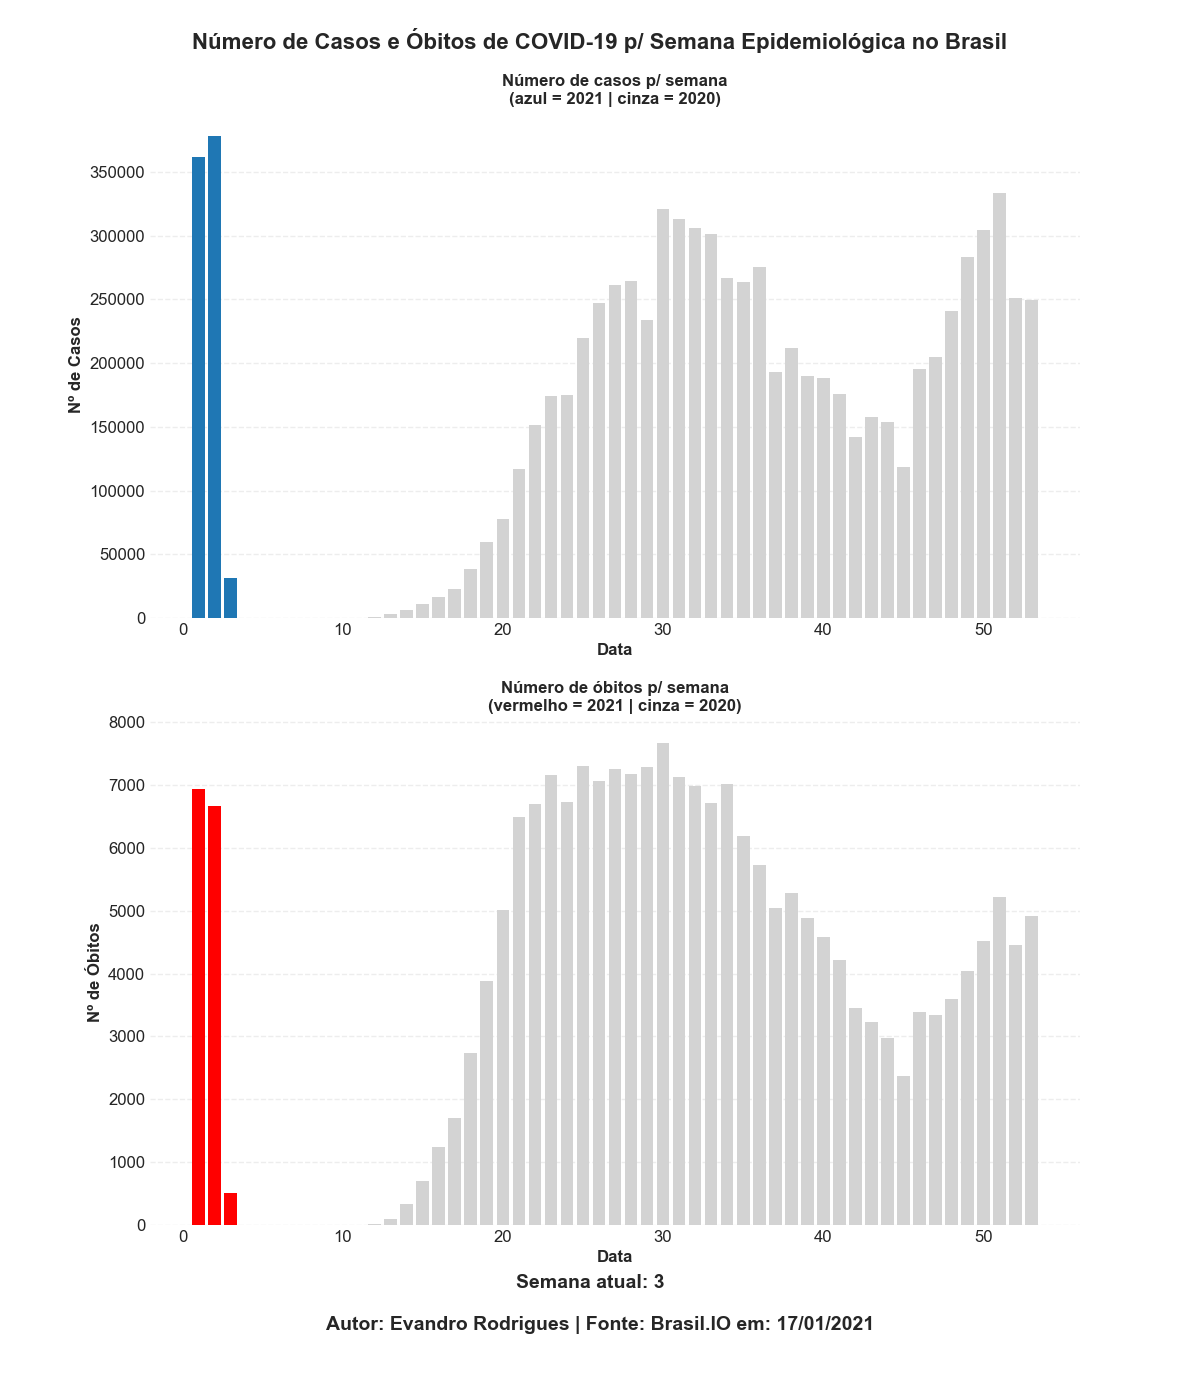 Número de Casos e Óbitos de COVID-19 p/ Semana Epidemiológica no Brasil
Número de casos p/ semana
(azul = 2021 | cinza = 2020)
350000
300000
250000
200000
150000
100000
50000
0
Nº de Casos
0 10 20 30 40 50
Data
Número de óbitos p/ semana
(vermelho = 2021 | cinza = 2020)
8000
7000
6000
5000
4000
3000
2000
1000
0
Nº de Óbitos
0 10 20 30 40 50
Data
Semana atual: 3
Autor: Evandro Rodrigues | Fonte: Brasil.IO em: 17/01/2021